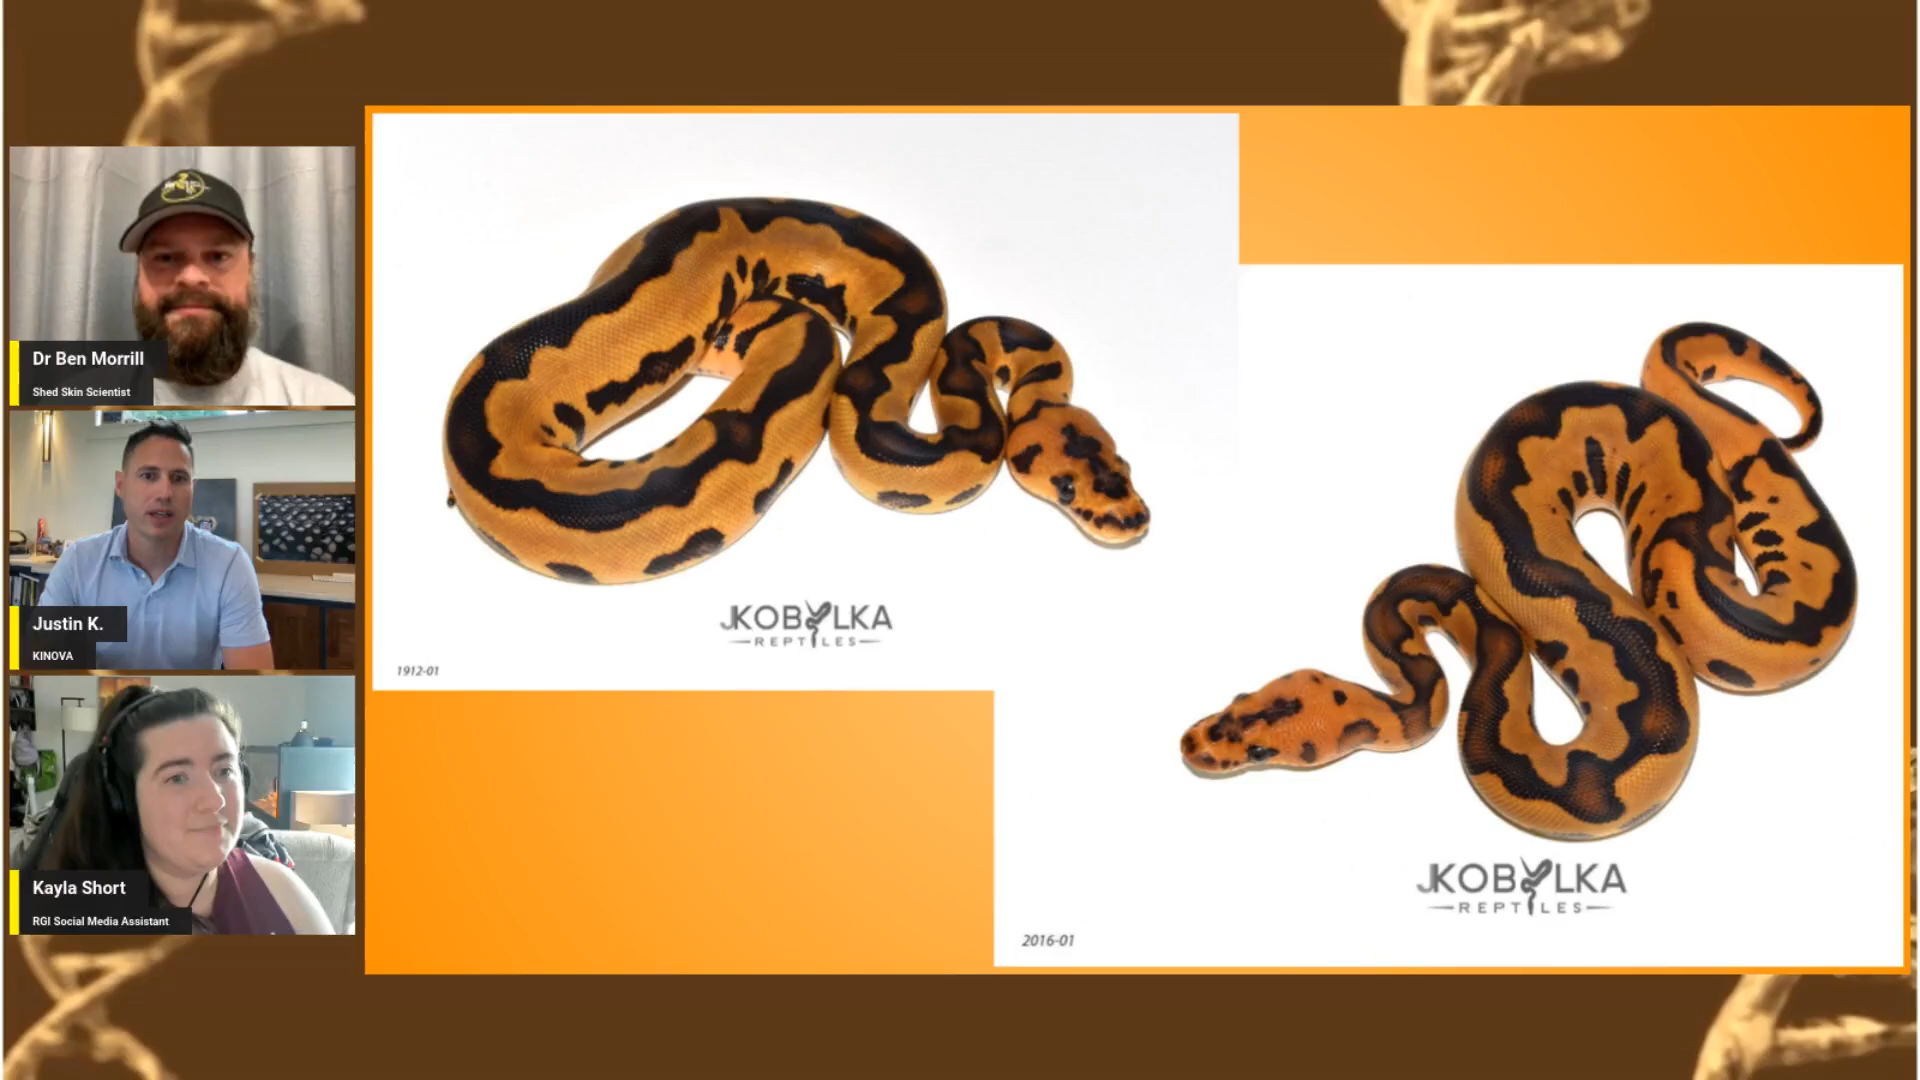 Dr Ben Morrill
Shed Skin Scientist
Justin K.
KINOVA
Kayla Short
RGI Social Media Assistant
JKOBYLKA
REPTILES
1912-01
JKOBYLKA
REPTILES
2016-01